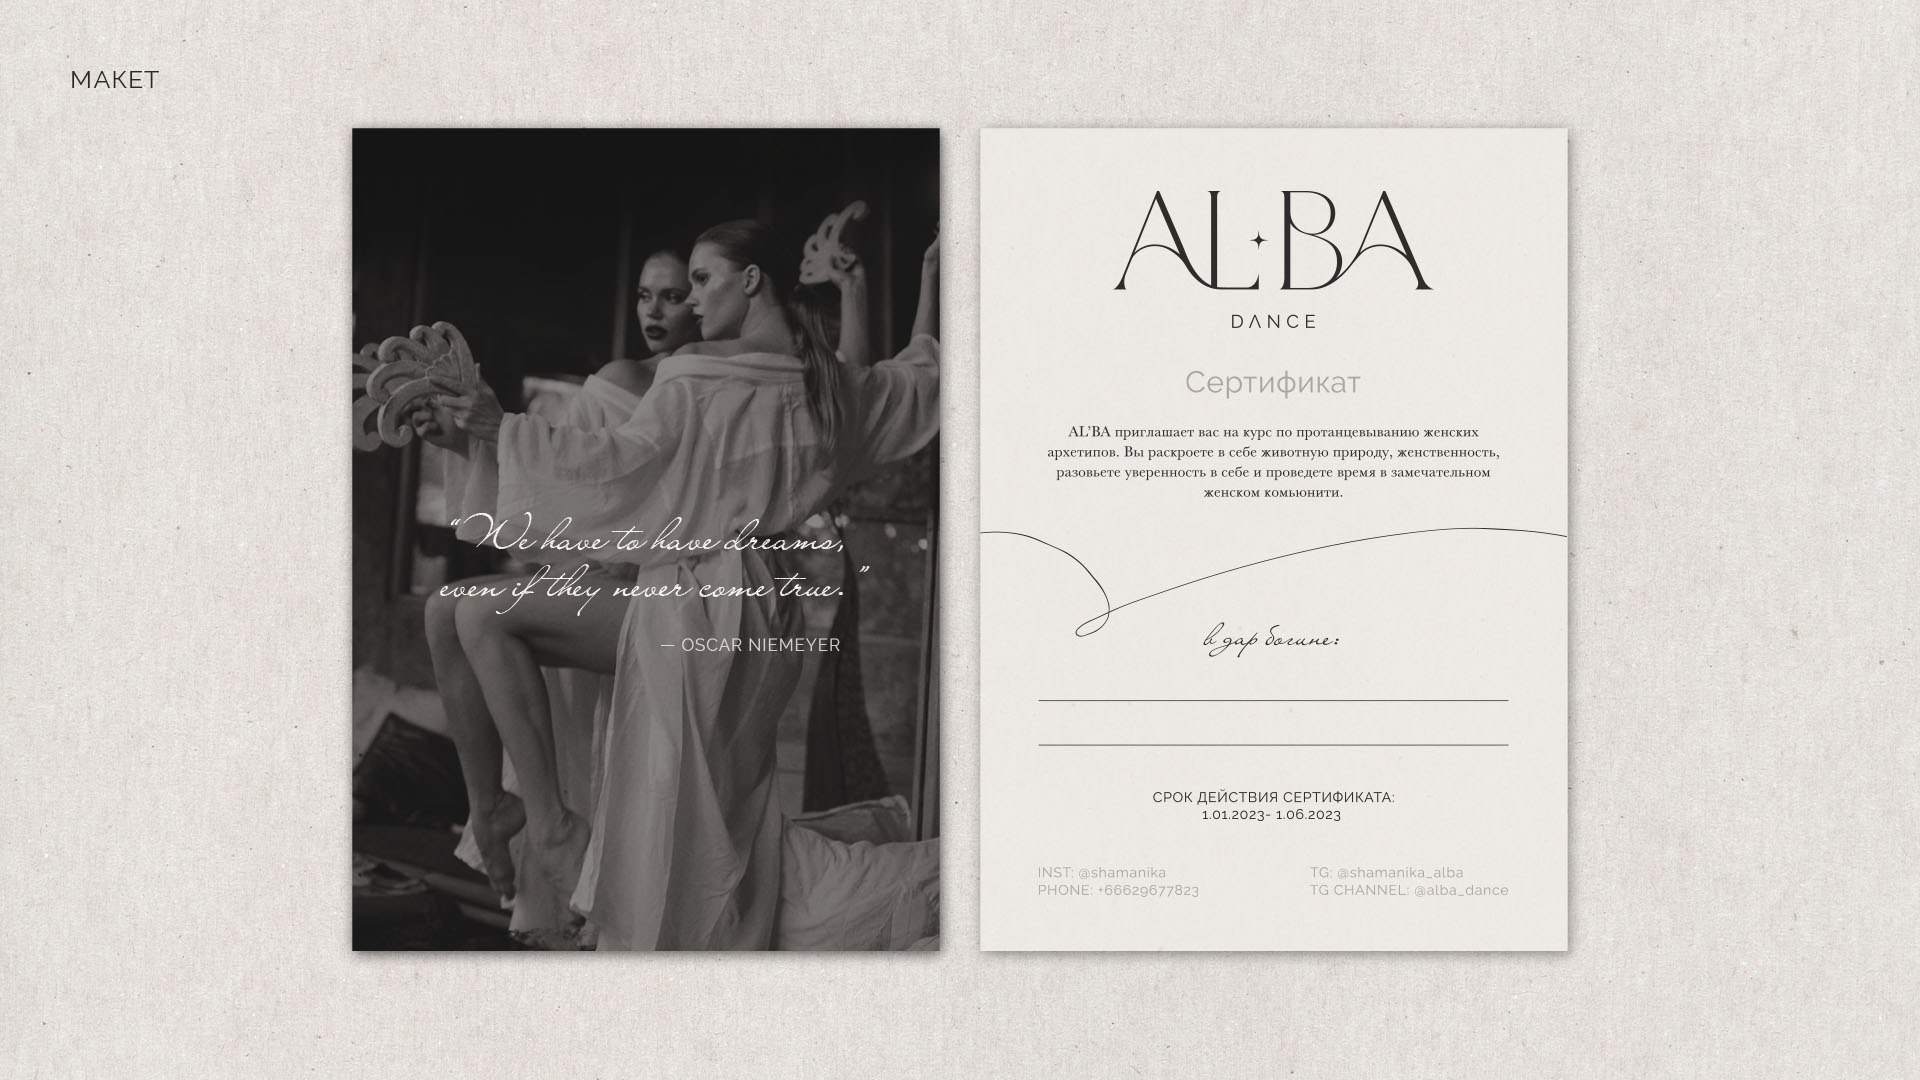 МАКЕТ
“We have to have dreams,
even if they never come true.”
— OSCAR NIEMEYER
AL·BA
DANCE
Сертификат
AL’BA приглашает вас на курс по протанцевыванию женских
архетипов. Вы раскроете в себе животную природу, женственность,
разовьете уверенность в себе и проведете время в замечательном
женском комьюнити.
в дар богине:
СРОК ДЕЙСТВИЯ СЕРТИФИКАТА:
1.01.2023- 1.06.2023
INST: @shamanika
PHONE: +66629677823
TG: @shamanika_alba
TG CHANNEL: @alba_dance